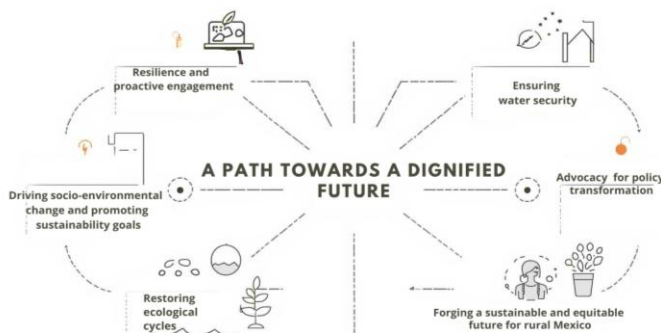 Resilience and
proactive engagement
Ensuring
water security
A PATH TOWARDS A DIGNIFIED
FUTURE
Driving socio-environmental
change and promoting
sustainability goals
Advocacy for policy
transformation
Restoring
ecological
cycles
Forging a sustainable and equitable
future for rural Mexico